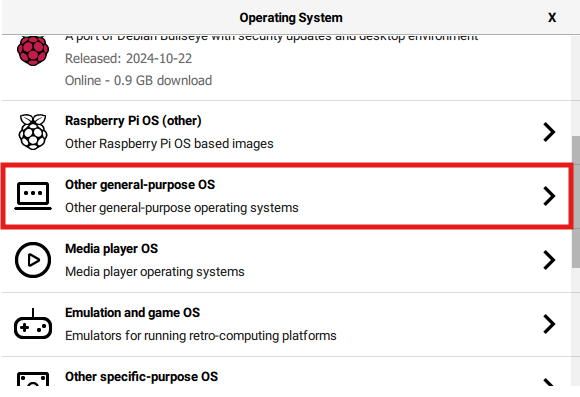 Operating System
X
A port of Debian Bullseye with security updates and desktop environment
Released: 2024-10-22
Online - 0.9 GB download
Raspberry Pi OS (other)
Other Raspberry Pi OS based images
Other general-purpose OS
Other general-purpose operating systems
Media player OS
Media player operating systems
Emulation and game OS
Emulators for running retro-computing platforms
Other specific-purpose OS